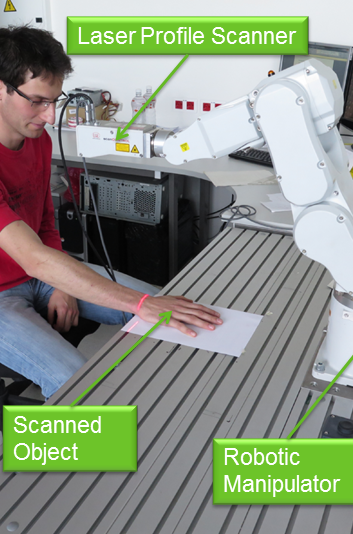 Laser Profile Scanner
Scanned
Object
Robotic
Manipulator